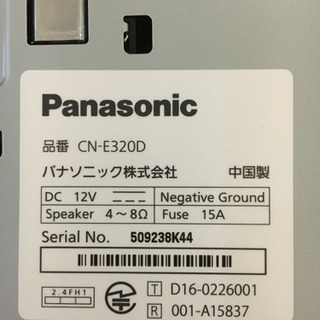 Panasonic
品番 CN-E320D
パナソニック株式会社 中国製
DC 12V Negative Ground
Speaker 4～8Ω Fuse 15A
Serial No. 509238K44
2.4FH1 T D16-0226001
R 001-A15837